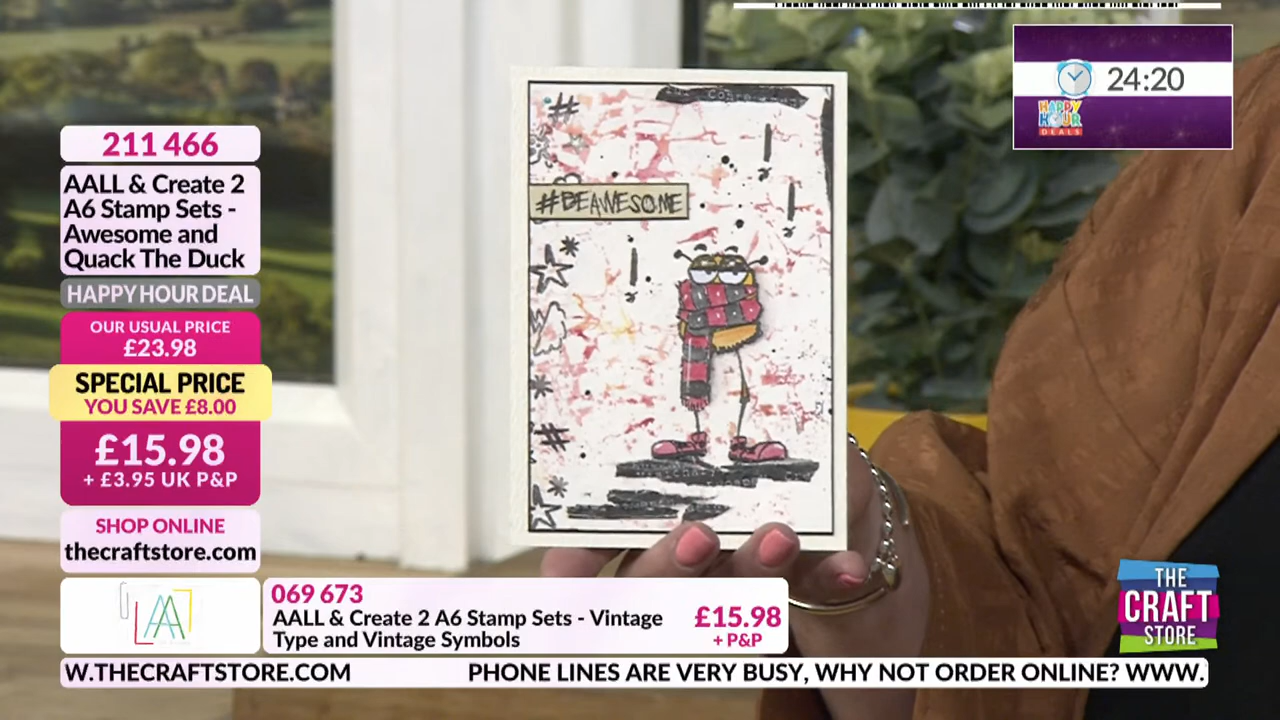 24:20
HAPPY
HOUR
DEALS
211 466
AALL & Create 2
A6 Stamp Sets -
Awesome and
Quack The Duck
HAPPY HOUR DEAL
OUR USUAL PRICE
£23.98
SPECIAL PRICE
YOU SAVE £8.00
£15.98
+ £3.95 UK P&P
SHOP ONLINE
thecraftstore.com
#BEAWESOME
069 673
AALL & Create 2 A6 Stamp Sets - Vintage
Type and Vintage Symbols
£15.98
+ P&P
THE
CRAFT
STORE
W.THECRAFTSTORE.COM PHONE LINES ARE VERY BUSY, WHY NOT ORDER ONLINE? WWW.